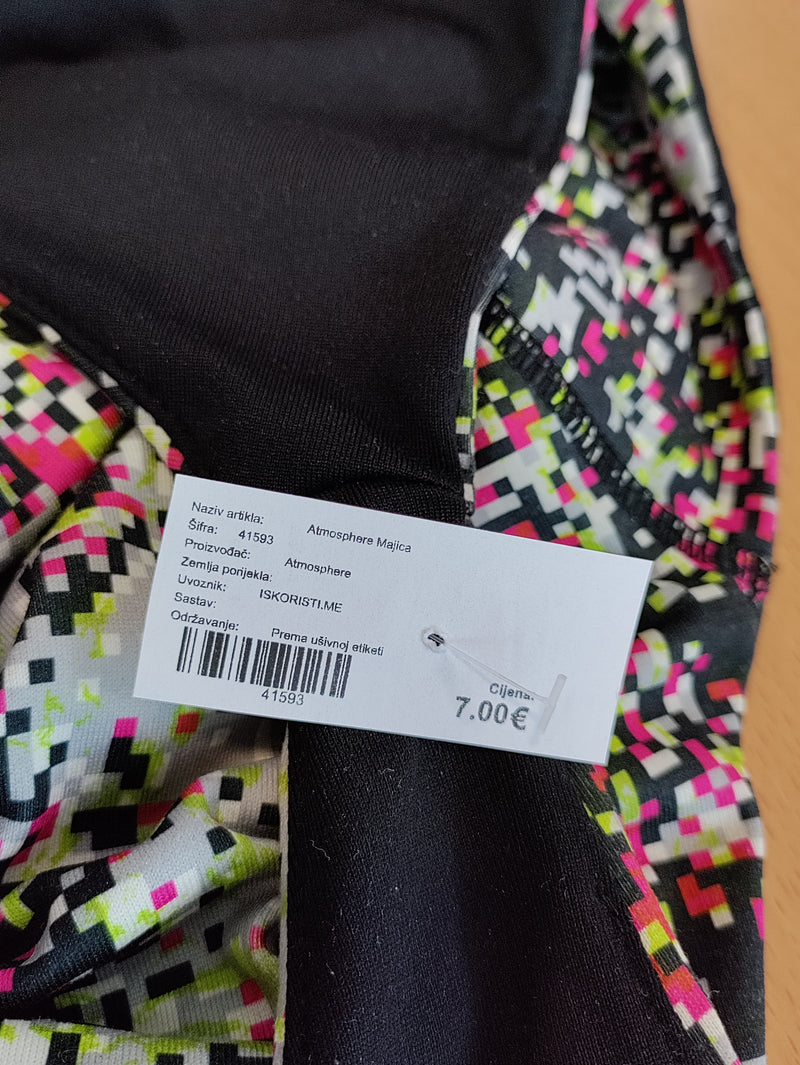 Naziv artikla: Atmosphere Majica
Šifra: 41593
Proizvođač: Atmosphere
Zemlja porijekla:
Uvoznik: ISKORISTI.ME
Sastav:
Održavanje: Prema ušivnoj etiketi
41593
Cijena:
7.00€